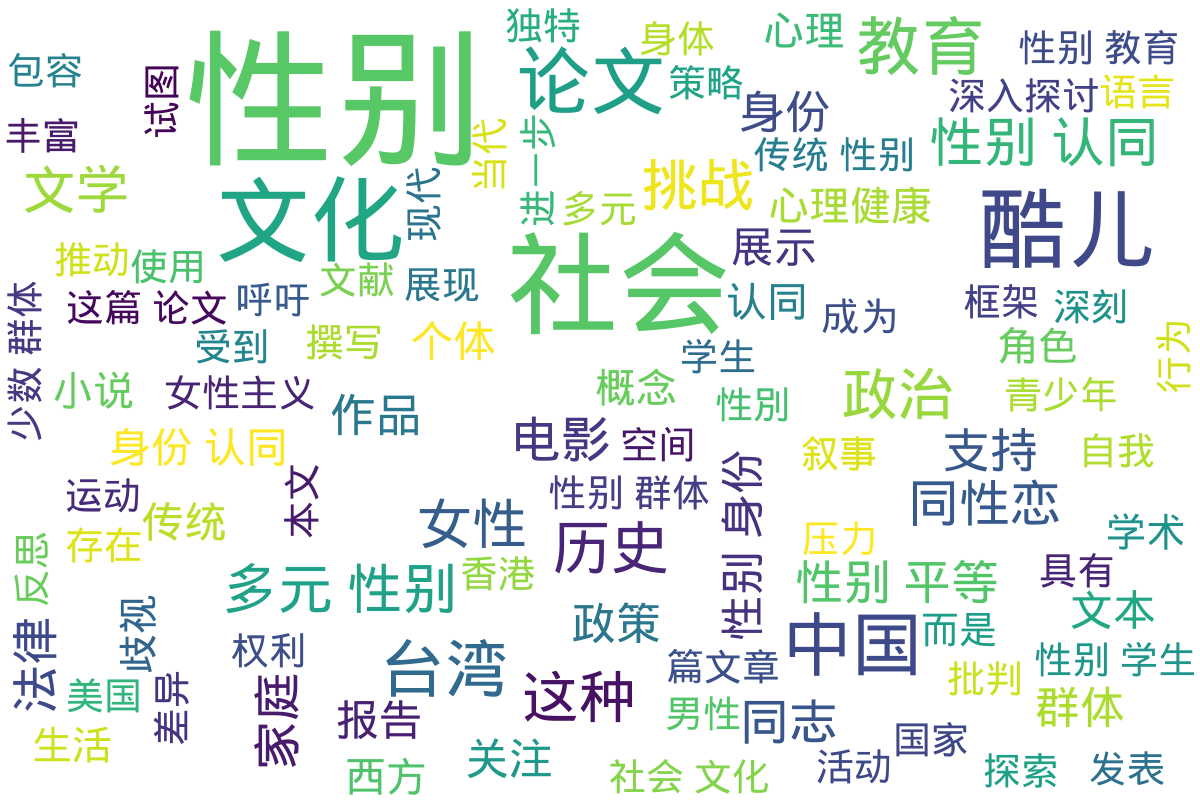 独特
身体
心理
教育
性别 教育
包容
试图
性别
论文
策略
身份
深入探讨
语言
丰富
当代
进一步
传统 性别
性别 认同
文学
文化
现代
多元
挑战
心理健康
酷儿
推动
使用
文献
展现
社会
展示
这篇 论文
呼吁
认同
成为
框架
深刻
少数 群体
受到
撰写
个体
学生
角色
行为
小说
女性主义
作品
概念
性別
政治
青少年
身份 认同
电影
空间
叙事
支持
自我
运动
本文
性别 群体
性别 身份
同性恋
存在
传统
女性
历史
压力
学术
反思
多元 性别
香港
性别 平等
具有
法律
歧视
权利
台湾
政策
中国
而是
文本
美国
差异
家庭
报告
这种
篇文章
男性
同志
批判
性别 学生
群体
生活
西方
关注
社会 文化
活动
国家
探索
发表